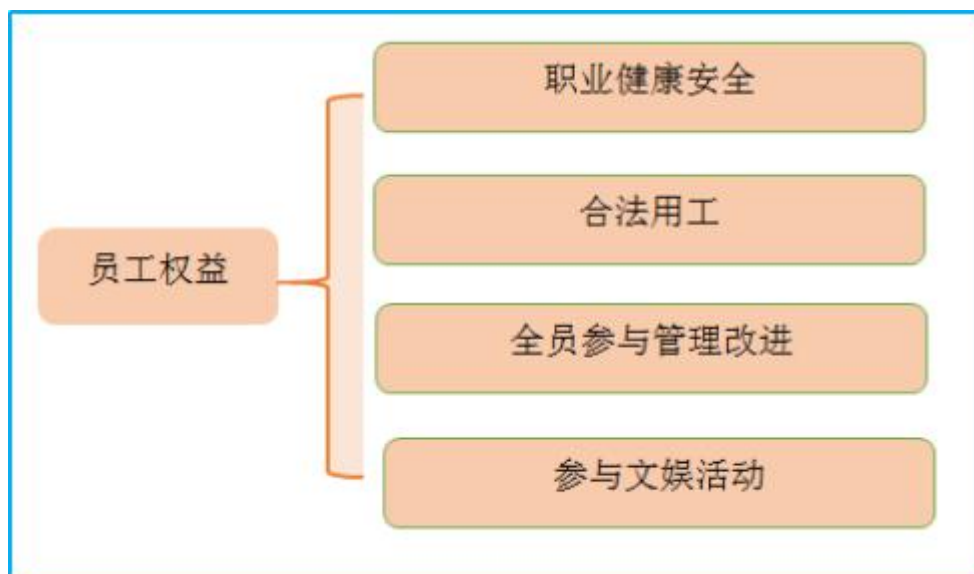 职业健康安全
合法用工
员工权益
全员参与管理改进
参与文娱活动